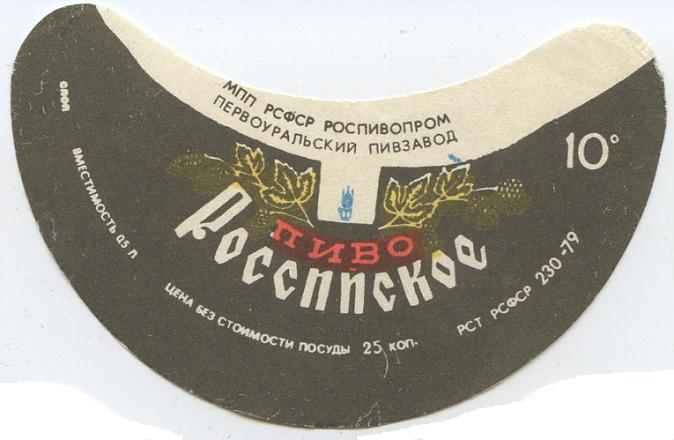 МПП РСФСР РОСПИВОПРОМ
ПЕРВОУРАЛЬСКИЙ ПИВЗАВОД
10°
ПИВО
Российское
ВМЕСТИМОСТЬ 0,5 Л
ЦЕНА БЕЗ СТОИМОСТИ ПОСУДЫ 25 КОП.
РСТ РСФСР 230-79